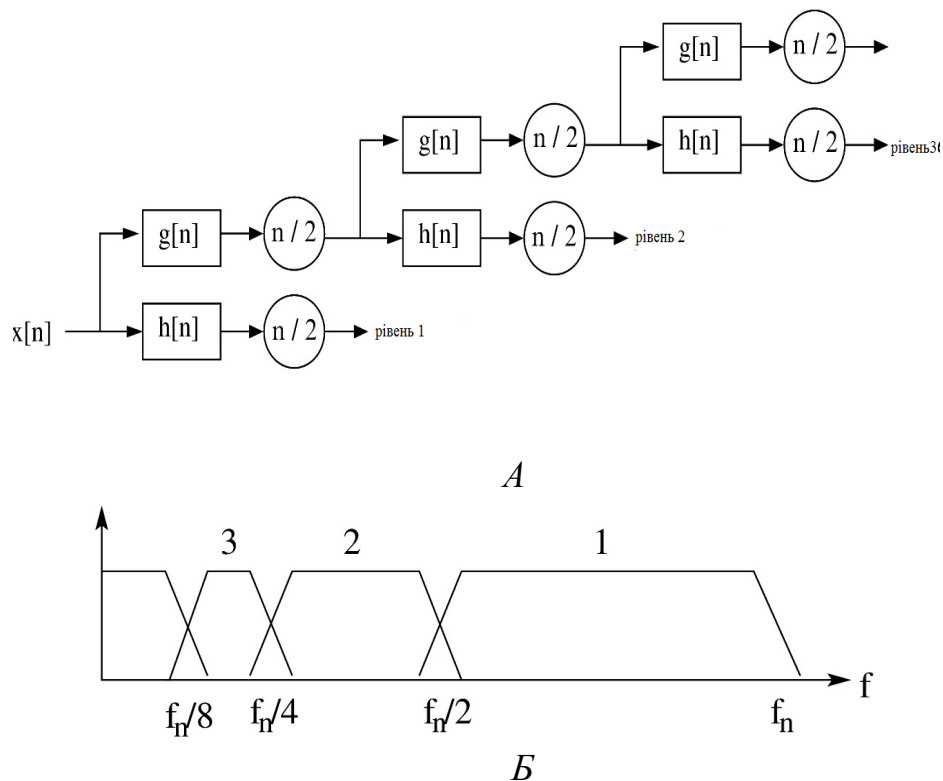 g[n] n / 2
g[n] n / 2 h[n] n / 2 рівень36
g[n] n / 2 h[n] n / 2 рівень 2
x[n] h[n] n / 2 рівень 1
А
3 2 1
f
fn/8 fn/4 fn/2 fn
Б